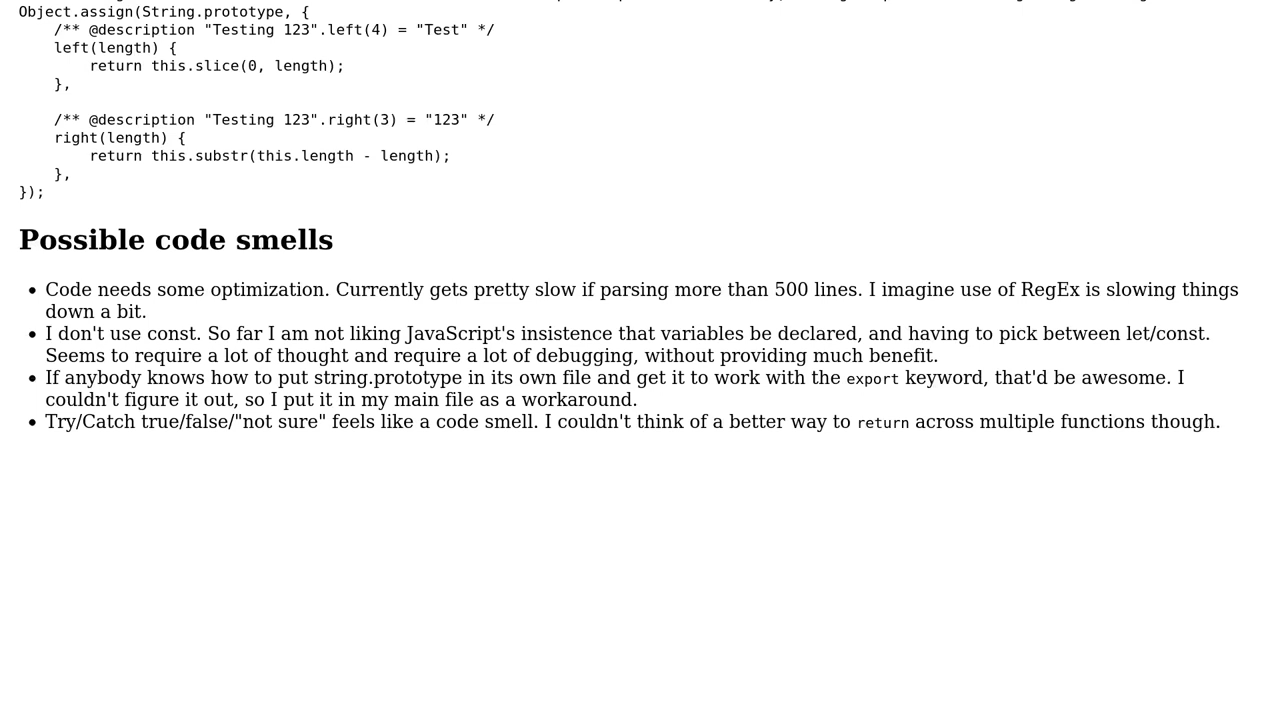 Object.assign(String.prototype, {
    /** @description "Testing 123".left(4) = "Test" */
    left(length) {
        return this.slice(0, length);
    },

    /** @description "Testing 123".right(3) = "123" */
    right(length) {
        return this.substr(this.length - length);
    },
});
Possible code smells
• Code needs some optimization. Currently gets pretty slow if parsing more than 500 lines. I imagine use of RegEx is slowing things
down a bit.
• I don't use const. So far I am not liking JavaScript's insistence that variables be declared, and having to pick between let/const.
Seems to require a lot of thought and require a lot of debugging, without providing much benefit.
• If anybody knows how to put string.prototype in its own file and get it to work with the export keyword, that'd be awesome. I
couldn't figure it out, so I put it in my main file as a workaround.
• Try/Catch true/false/"not sure" feels like a code smell. I couldn't think of a better way to return across multiple functions though.